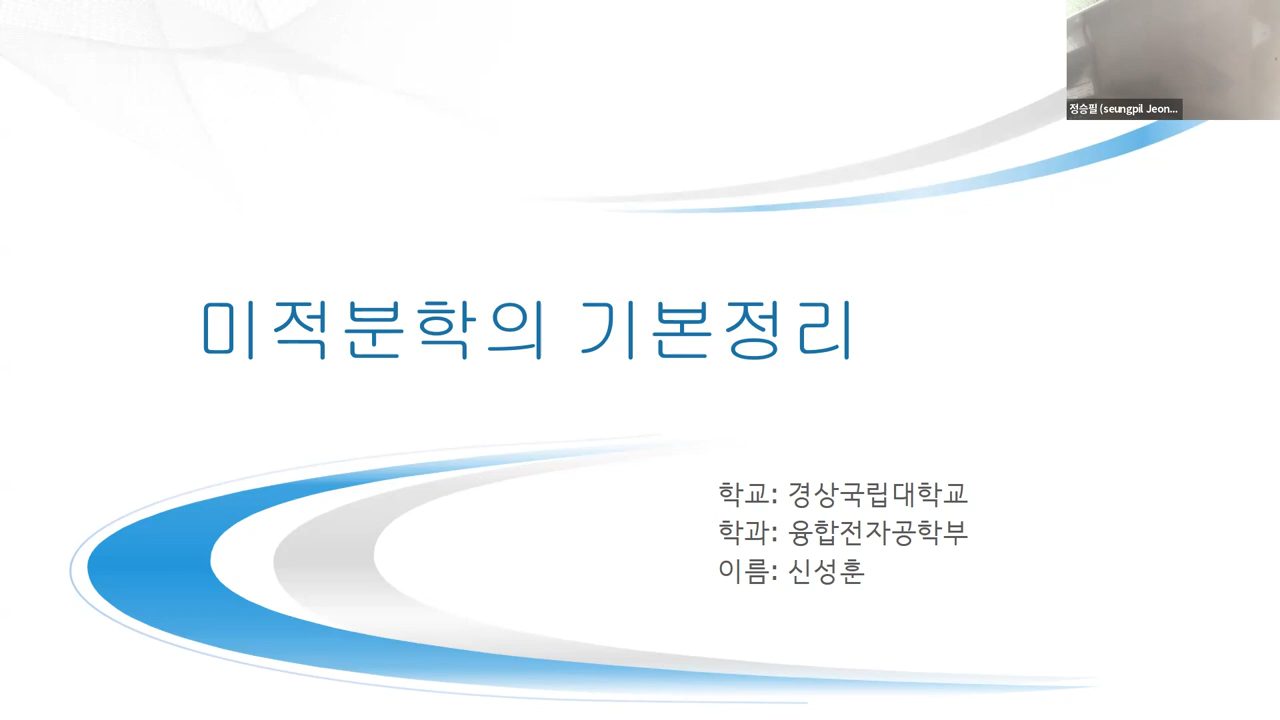 정승필 (seungpil Jeon...
미적분학의 기본정리
학교: 경상국립대학교
학과: 융합전자공학부
이름: 신성훈